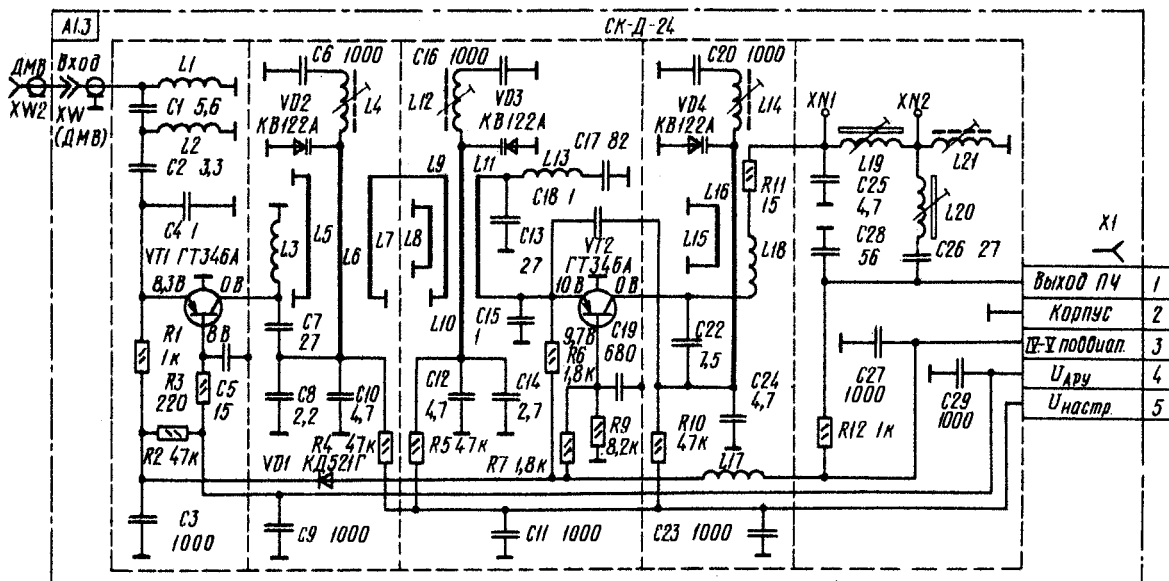 А1.3
СК-Д-24
ДМВ
Вход
XW2
XW
(ДМВ)
L1
C1 5,6
L2
C2 3,3
C4 1
VT1 ГТ346А
8,3В
0В
8В
R1
1к
R3
220
C5
15
R2 47к
C3
1000
C6 1000
VD2
КВ122А
L4
L3
L5
L6
C7
27
C8
2,2
C10
4,7
R4 47к
VD1 КД521Г
C9 1000
C16 1000
L12
VD3
КВ122А
L9
L11
L7
L8
L10
L13
C17 82
C18 1
C13
27
C15
1
VT2
ГТ346А
10В
0В
9,7В
R6
1,8к
C19
680
C12
4,7
C14
2,7
R5 47к
R7 1,8к
R9
8,2к
C11 1000
C20 1000
VD4
КВ122А
L14
L16
L15
R11
15
L18
C22
7,5
C24
4,7
R10
47к
L17
C23 1000
XN1
XN2
L19
L21
C25
4,7
L20
C28
56
C26 27
C27
1000
C29
1000
R12 1к
X1
Выход ПЧ 1
Корпус 2
IV-V поддиап. 3
UАРУ 4
Uнастр. 5